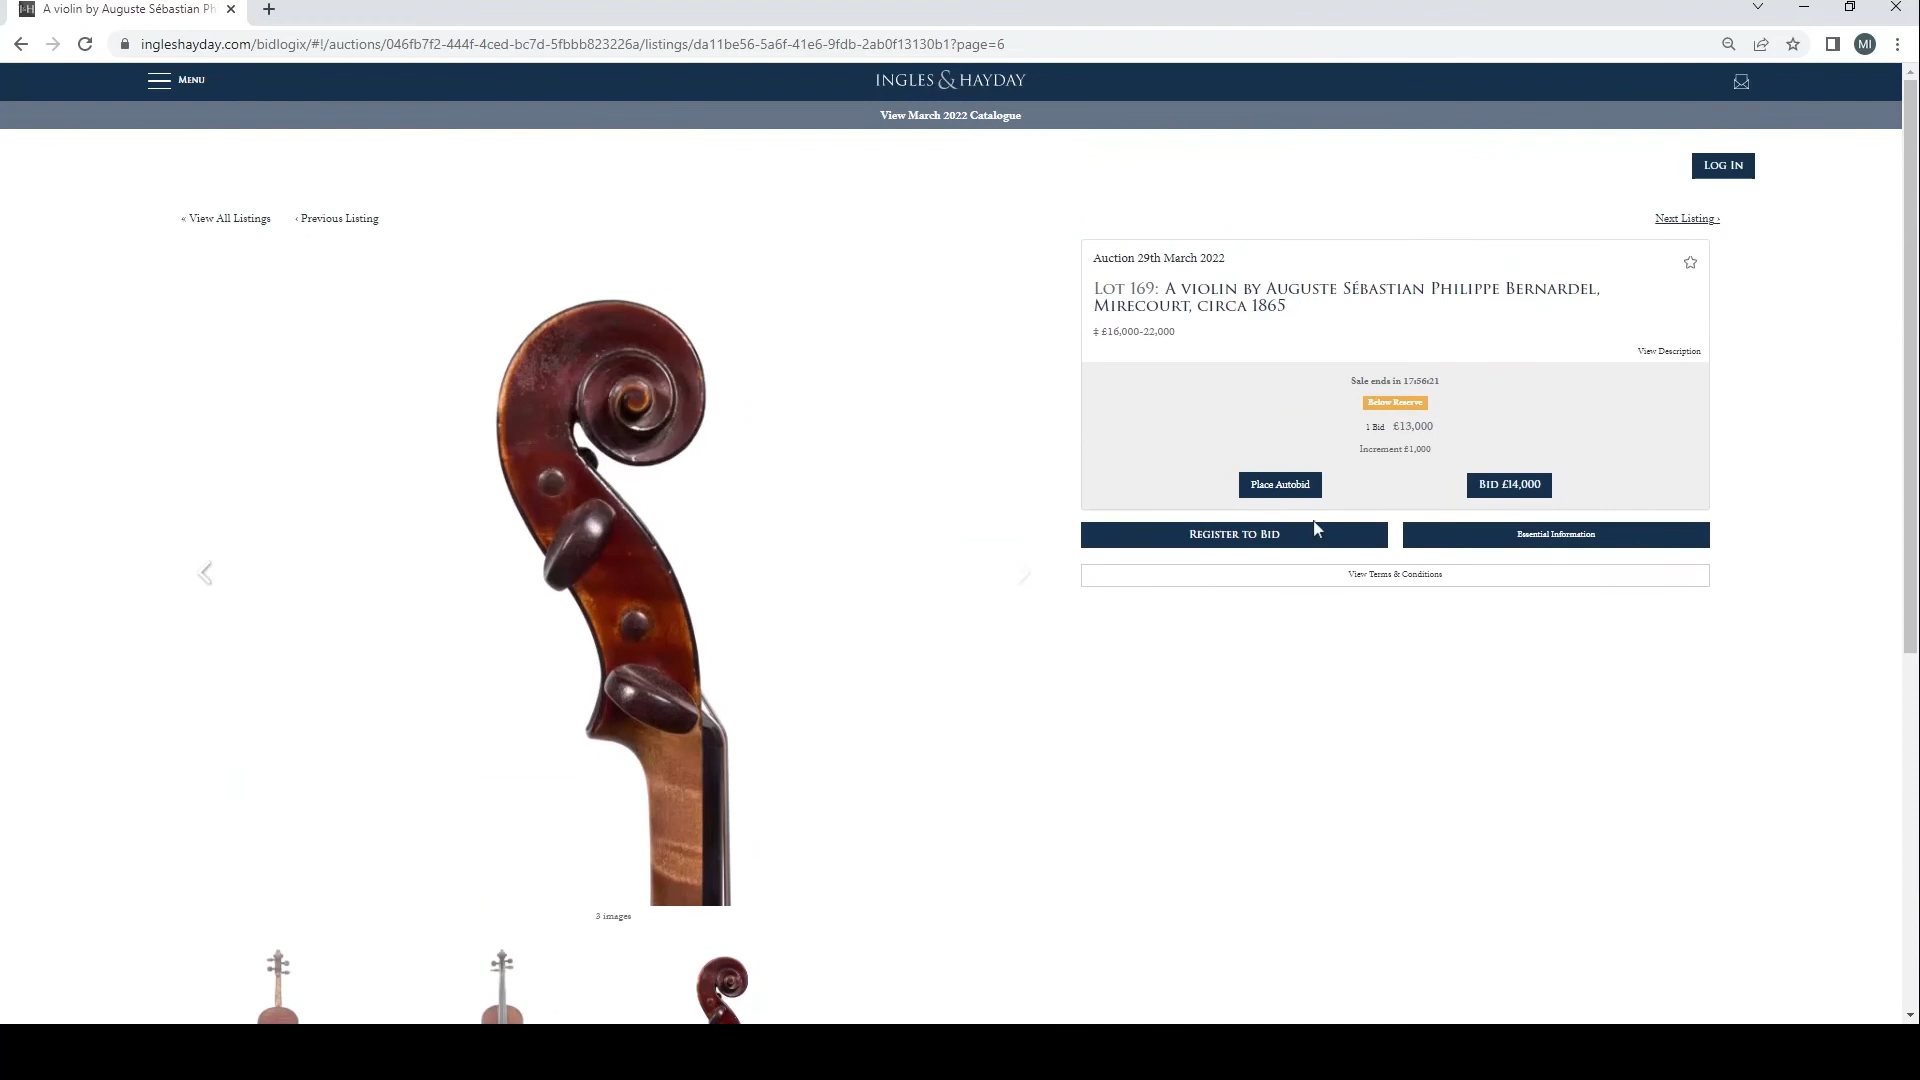 A violin by Auguste Sébastian Ph
ingleshayday.com/bidlogix/#!/auctions/046fb7f2-444f-4ced-bc7d-5fbbb823226a/listings/da11be56-5a6f-41e6-9fdb-2ab0f13130b1?page=6
MI
MENU
INGLES & HAYDAY
View March 2022 Catalogue
LOG IN
« View All Listings ‹ Previous Listing
Next Listing ›
Auction 29th March 2022
LOT 169: A VIOLIN BY AUGUSTE SÉBASTIAN PHILIPPE BERNARDEL,
MIRECOURT, CIRCA 1865
‡ £16,000-22,000
View Description
Sale ends in 17:56:21
Below Reserve
1 Bid £13,000
Increment £1,000
Place Autobid
BID £14,000
REGISTER TO BID
Essential Information
View Terms & Conditions
3 images